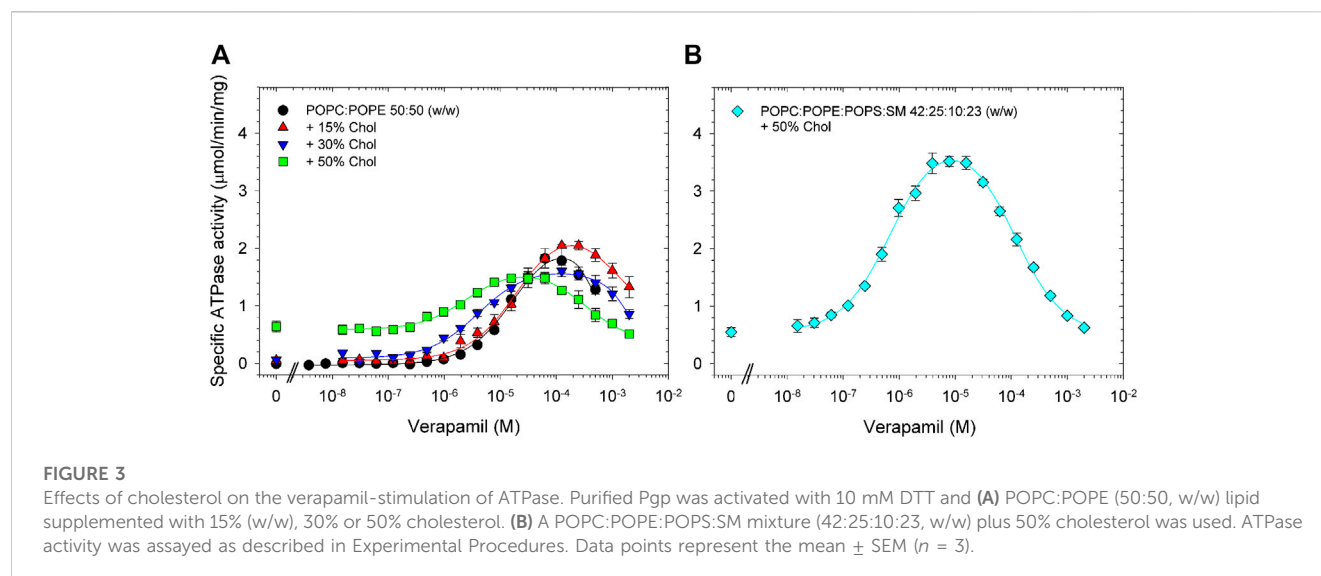 A
POPC:POPE 50:50 (w/w)
+ 15% Chol
+ 30% Chol
+ 50% Chol
Specific ATPase activity (μmol/min/mg)
4
3
2
1
0
0 10-8 10-7 10-6 10-5 10-4 10-3 10-2
Verapamil (M)
B
POPC:POPE:POPS:SM 42:25:10:23 (w/w)
+ 50% Chol
4
3
2
1
0
0 10-8 10-7 10-6 10-5 10-4 10-3 10-2
Verapamil (M)
FIGURE 3
Effects of cholesterol on the verapamil-stimulation of ATPase. Purified Pgp was activated with 10 mM DTT and (A) POPC:POPE (50:50, w/w) lipid
supplemented with 15% (w/w), 30% or 50% cholesterol. (B) A POPC:POPE:POPS:SM mixture (42:25:10:23, w/w) plus 50% cholesterol was used. ATPase
activity was assayed as described in Experimental Procedures. Data points represent the mean ± SEM (n = 3).